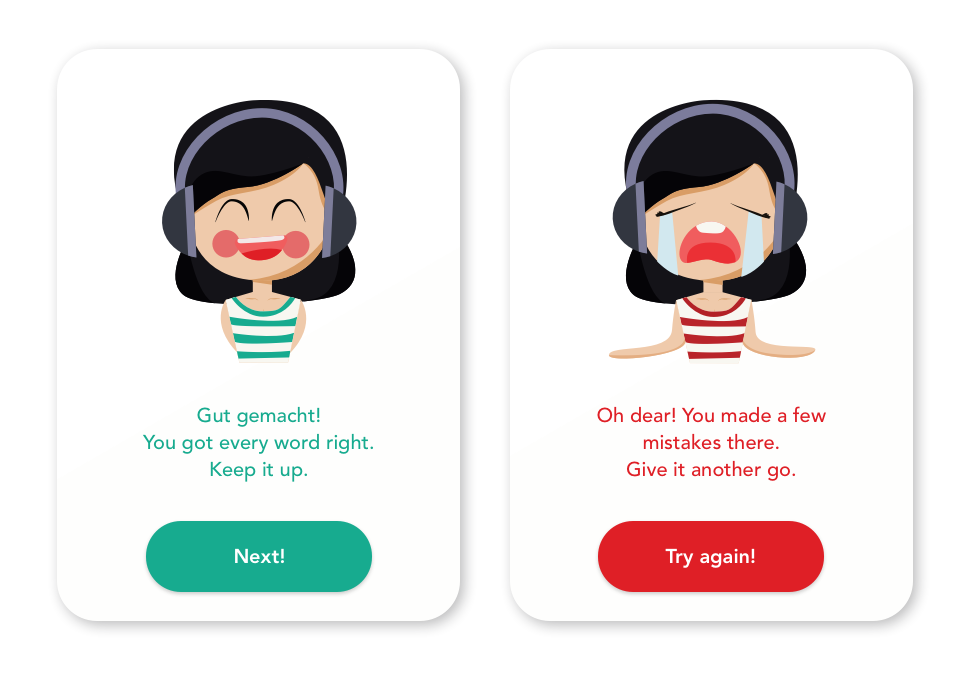 Gut gemacht!
You got every word right.
Keep it up.
Next!
Oh dear! You made a few
mistakes there.
Give it another go.
Try again!